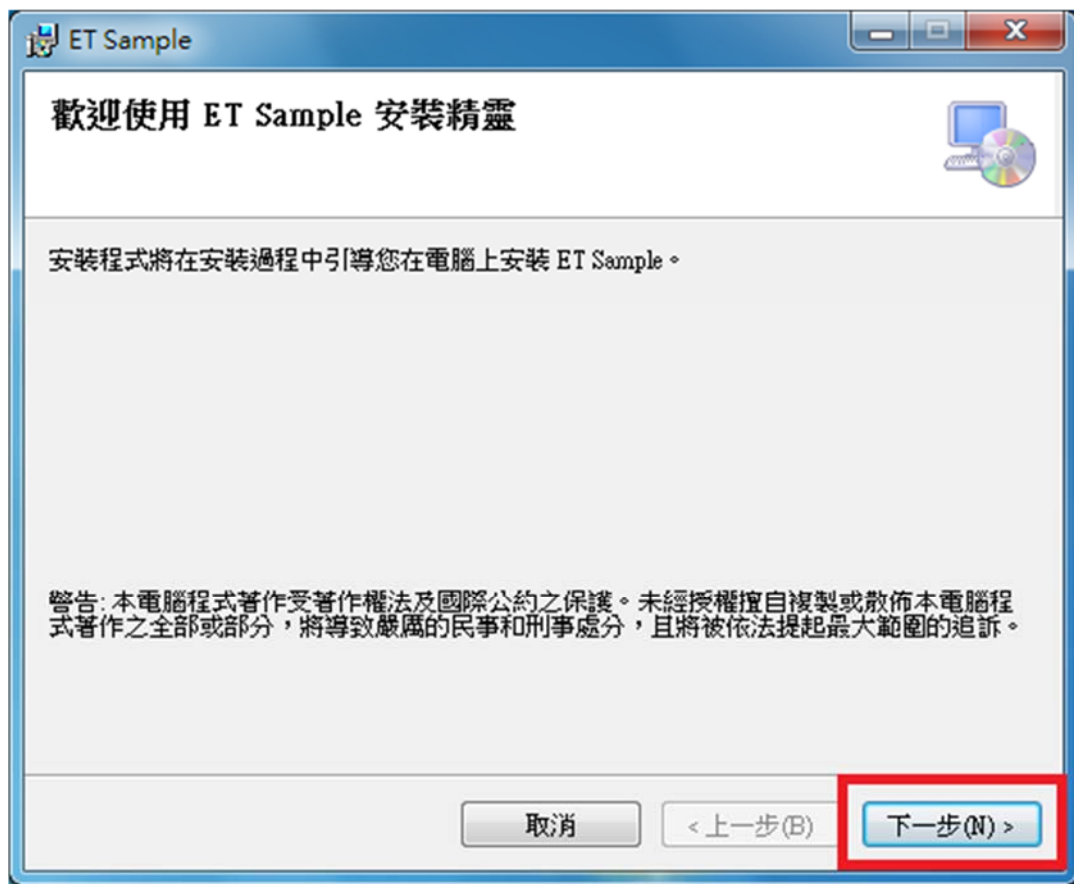 ET Sample
歡迎使用 ET Sample 安裝精靈
安裝程式將在安裝過程中引導您在電腦上安裝 ET Sample。
警告: 本電腦程式著作受著作權法及國際公約之保護。未經授權擅自複製或散佈本電腦程
式著作之全部或部分，將導致嚴厲的民事和刑事處分，且將被依法提起最大範圍的追訴。
取消 <上一步(B) 下一步(N) >